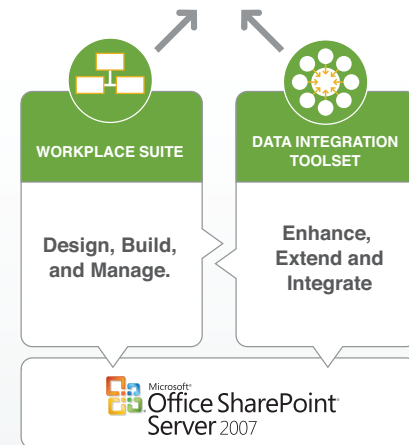 WORKPLACE SUITE
Design, Build,
and Manage.
DATA INTEGRATION
TOOLSET
Enhance,
Extend and
Integrate
Microsoft®
Office SharePoint®
Server 2007